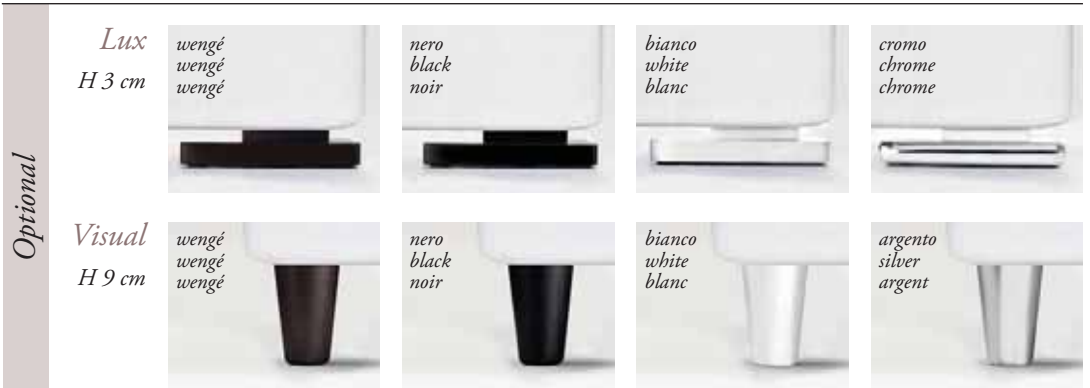 Optional
Lux
H 3 cm
wengé
wengé
wengé
nero
black
noir
bianco
white
blanc
cromo
chrome
chrome
Visual
H 9 cm
wengé
wengé
wengé
nero
black
noir
bianco
white
blanc
argento
silver
argent